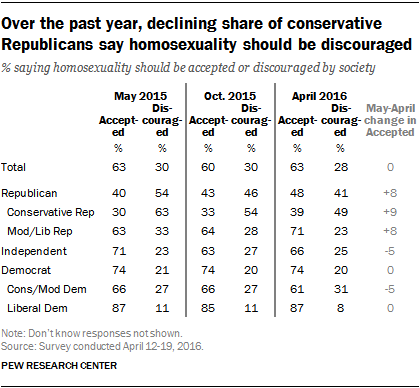 Over the past year, declining share of conservative
Republicans say homosexuality should be discouraged
% saying homosexuality should be accepted or discouraged by society
May 2015 Oct. 2015 April 2016
Accept-ed Dis-courag-ed Accept-ed Dis-courag-ed Accept-ed Dis-courag-ed May-April change in Accepted
% % % % % %
Total 63 30 60 30 63 28 0
Republican 40 54 43 46 48 41 +8
Conservative Rep 30 63 33 54 39 49 +9
Mod/Lib Rep 63 33 64 28 71 23 +8
Independent 71 23 63 27 66 25 -5
Democrat 74 21 74 20 74 20 0
Cons/Mod Dem 66 27 66 27 61 31 -5
Liberal Dem 87 11 85 11 87 8 0
Note: Don't know responses not shown.
Source: Survey conducted April 12-19, 2016.
PEW RESEARCH CENTER